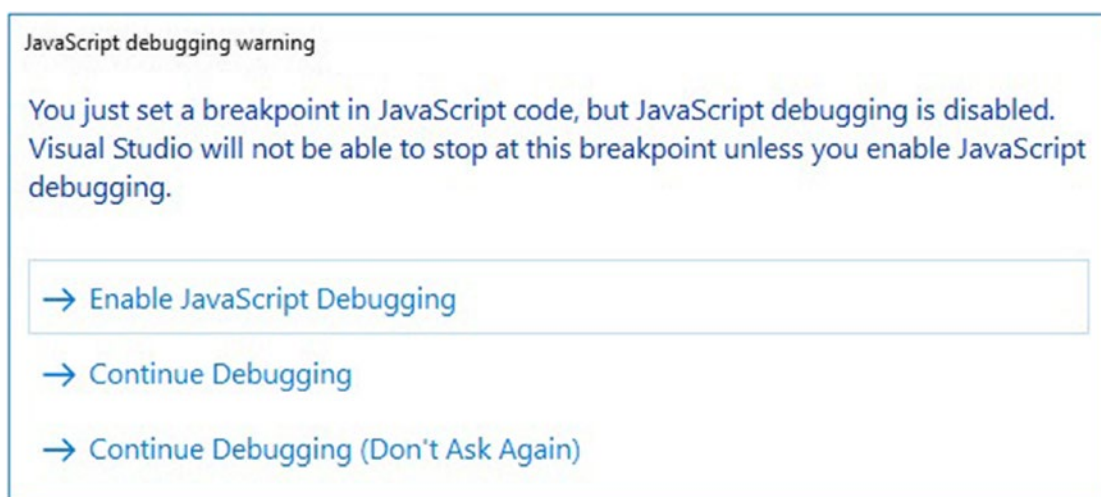 JavaScript debugging warning
You just set a breakpoint in JavaScript code, but JavaScript debugging is disabled.
Visual Studio will not be able to stop at this breakpoint unless you enable JavaScript
debugging.
→ Enable JavaScript Debugging
→ Continue Debugging
→ Continue Debugging (Don't Ask Again)